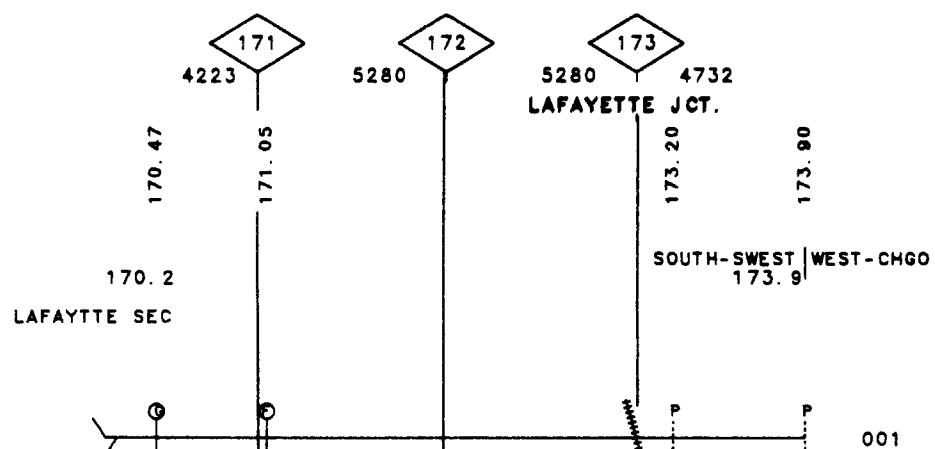 171 172 173
4223 5280 5280 4732
LAFAYETTE JCT.
170.47 171.05 173.20 173.90
SOUTH-SWEST WEST-CHGO
170.2 173.9
LAFAYTTE SEC
G F P P
001